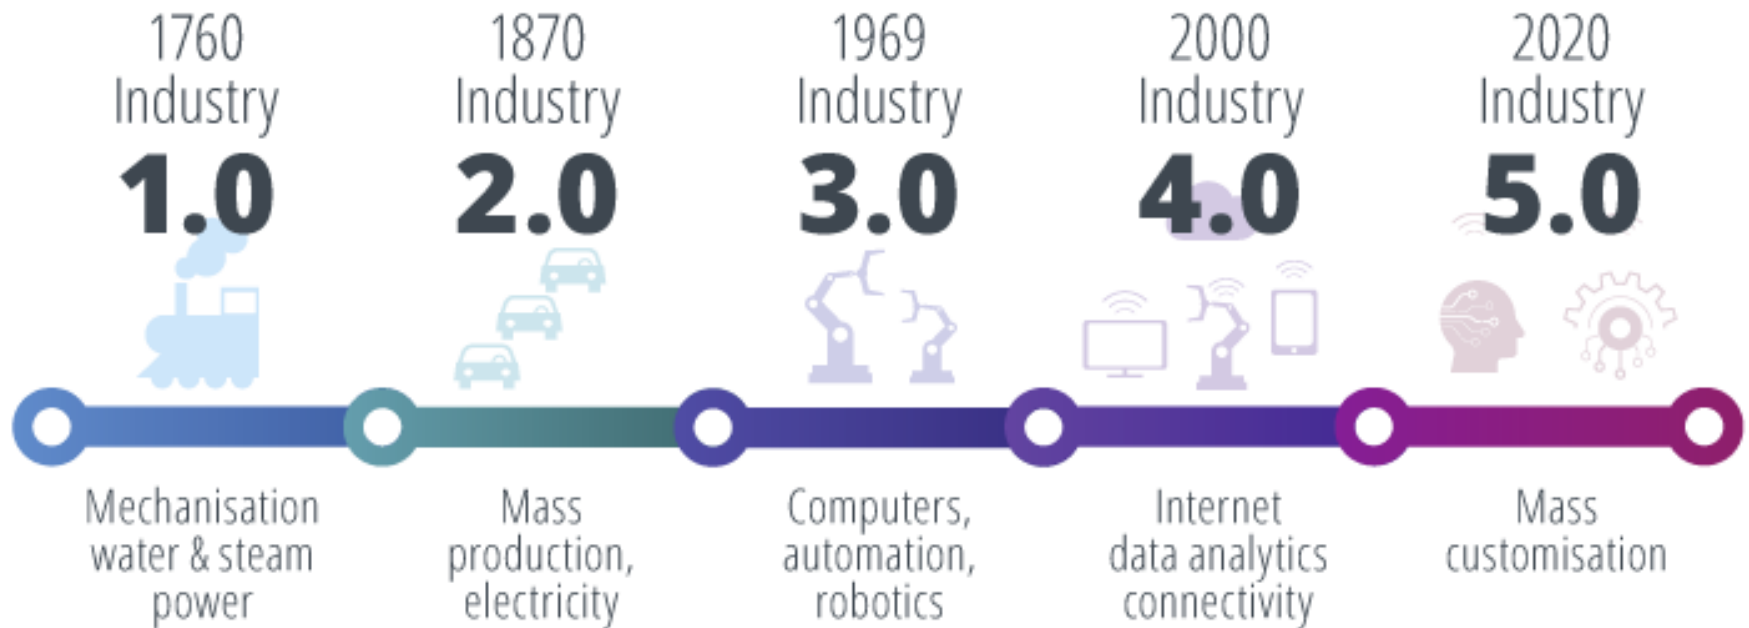 1760
Industry
1.0
Mechanisation
water & steam
power
1870
Industry
2.0
Mass
production,
electricity
1969
Industry
3.0
Computers,
automation,
robotics
2000
Industry
4.0
Internet
data analytics
connectivity
2020
Industry
5.0
Mass
customisation